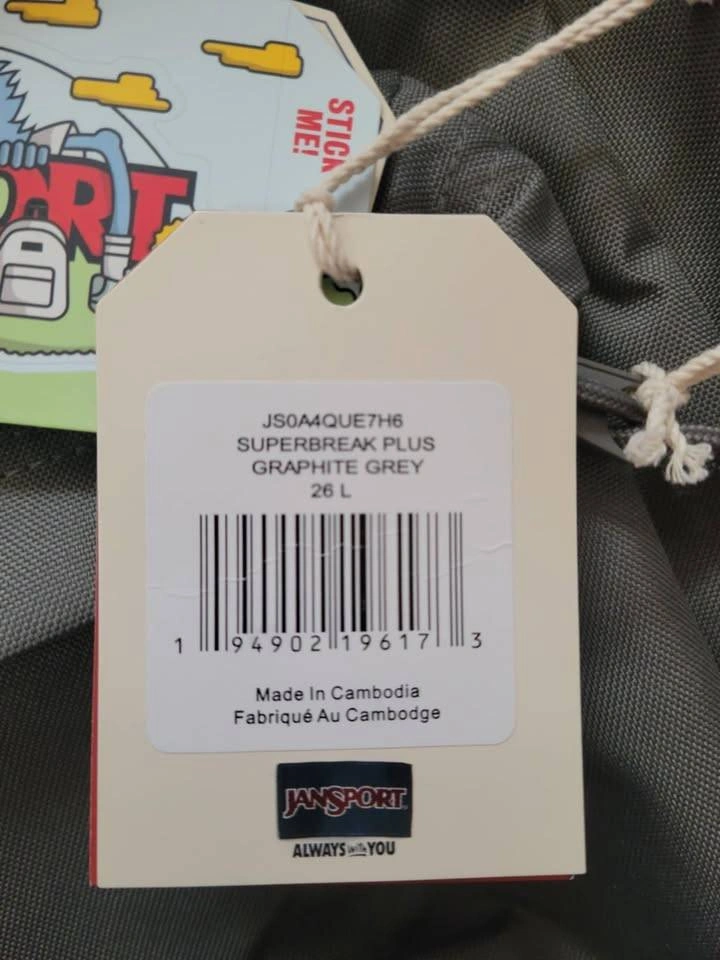 STICK
ME!
ORT
JS0A4QUE7H6
SUPERBREAK PLUS
GRAPHITE GREY
26 L
1 94902 19617 3
Made In Cambodia
Fabriqué Au Cambodge
JANSPORT
ALWAYS with YOU